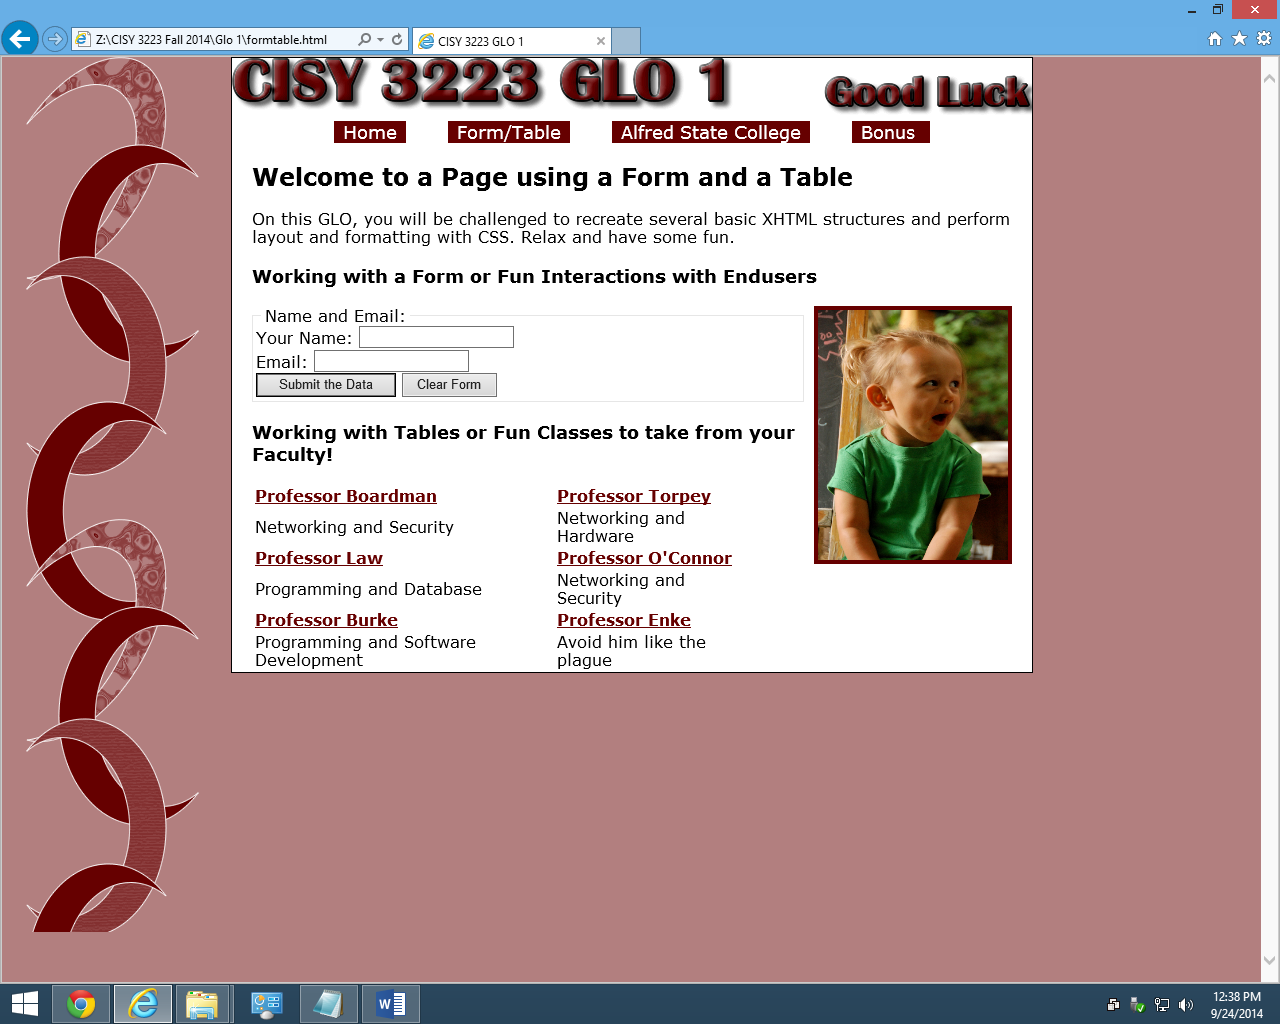 Z:\CISY 3223 Fall 2014\Glo 1\formtable.html
CISY 3223 GLO 1
CISY 3223 GLO 1
Good Luck
Home Form/Table Alfred State College Bonus
Welcome to a Page using a Form and a Table
On this GLO, you will be challenged to recreate several basic XHTML structures and perform
layout and formatting with CSS. Relax and have some fun.
Working with a Form or Fun Interactions with Endusers
Name and Email:
Your Name:
Email:
Submit the Data Clear Form
Working with Tables or Fun Classes to take from your
Faculty!
Professor Boardman Professor Torpey
Networking and Security Networking and
Hardware
Professor Law Professor O'Connor
Programming and Database Networking and
Security
Professor Burke Professor Enke
Programming and Software Avoid him like the
Development plague
12:38 PM
9/24/2014